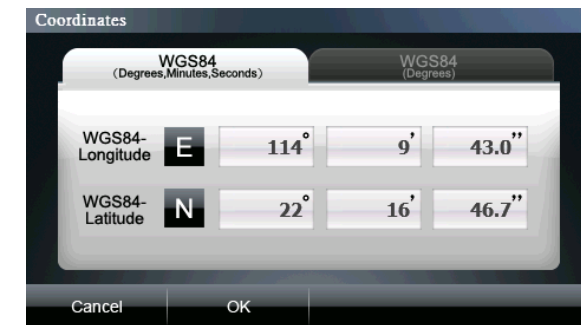 Coordinates
WGS84 WGS84
(Degrees,Minutes,Seconds) (Degrees)
WGS84-
Longitude E 114° 9’ 43.0’’
WGS84-
Latitude N 22° 16’ 46.7’’
Cancel OK